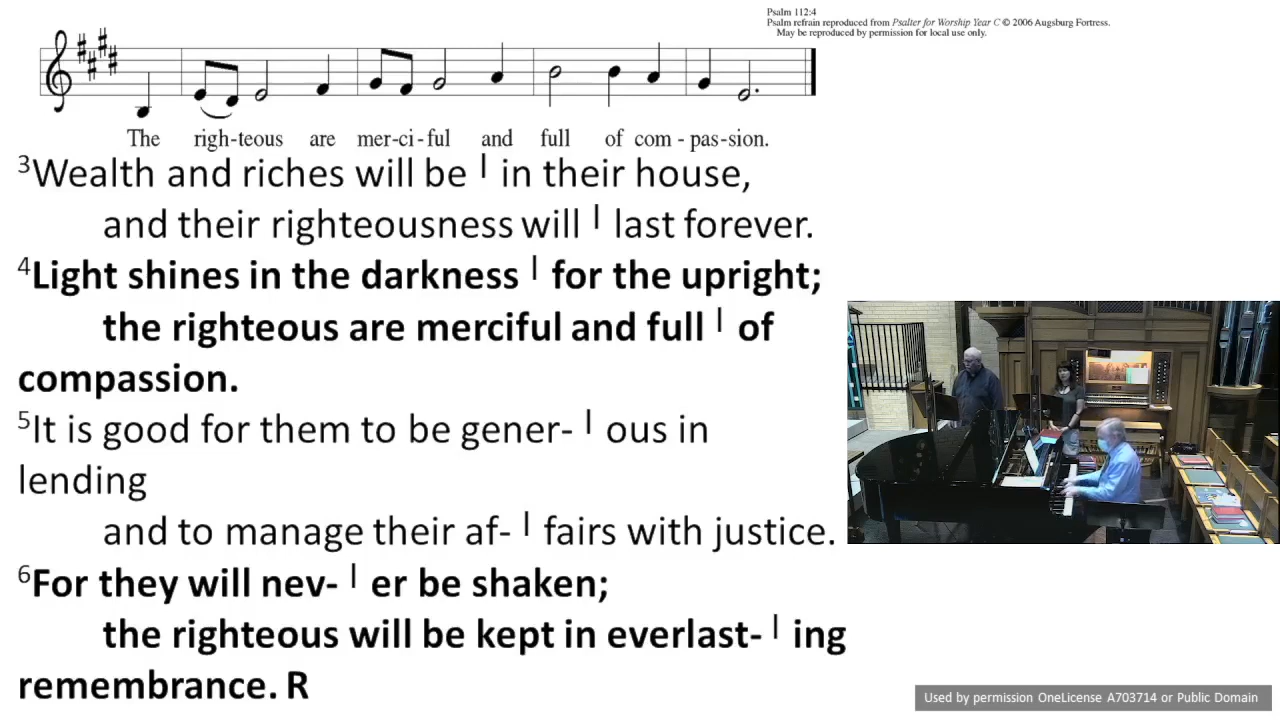 Psalm 112:4
Psalm refrain reproduced from Psalter for Worship Year C © 2006 Augsburg Fortress.
May be reproduced by permission for local use only.
The righ-teous are mer-ci-ful and full of com-pas-sion.
³Wealth and riches will be | in their house,
and their righteousness will | last forever.
⁴Light shines in the darkness | for the upright;
the righteous are merciful and full | of
compassion.
⁵It is good for them to be gener- | ous in
lending
and to manage their af- | fairs with justice.
⁶For they will nev- | er be shaken;
the righteous will be kept in everlast- | ing
remembrance. R
Used by permission OneLicense A703714 or Public Domain